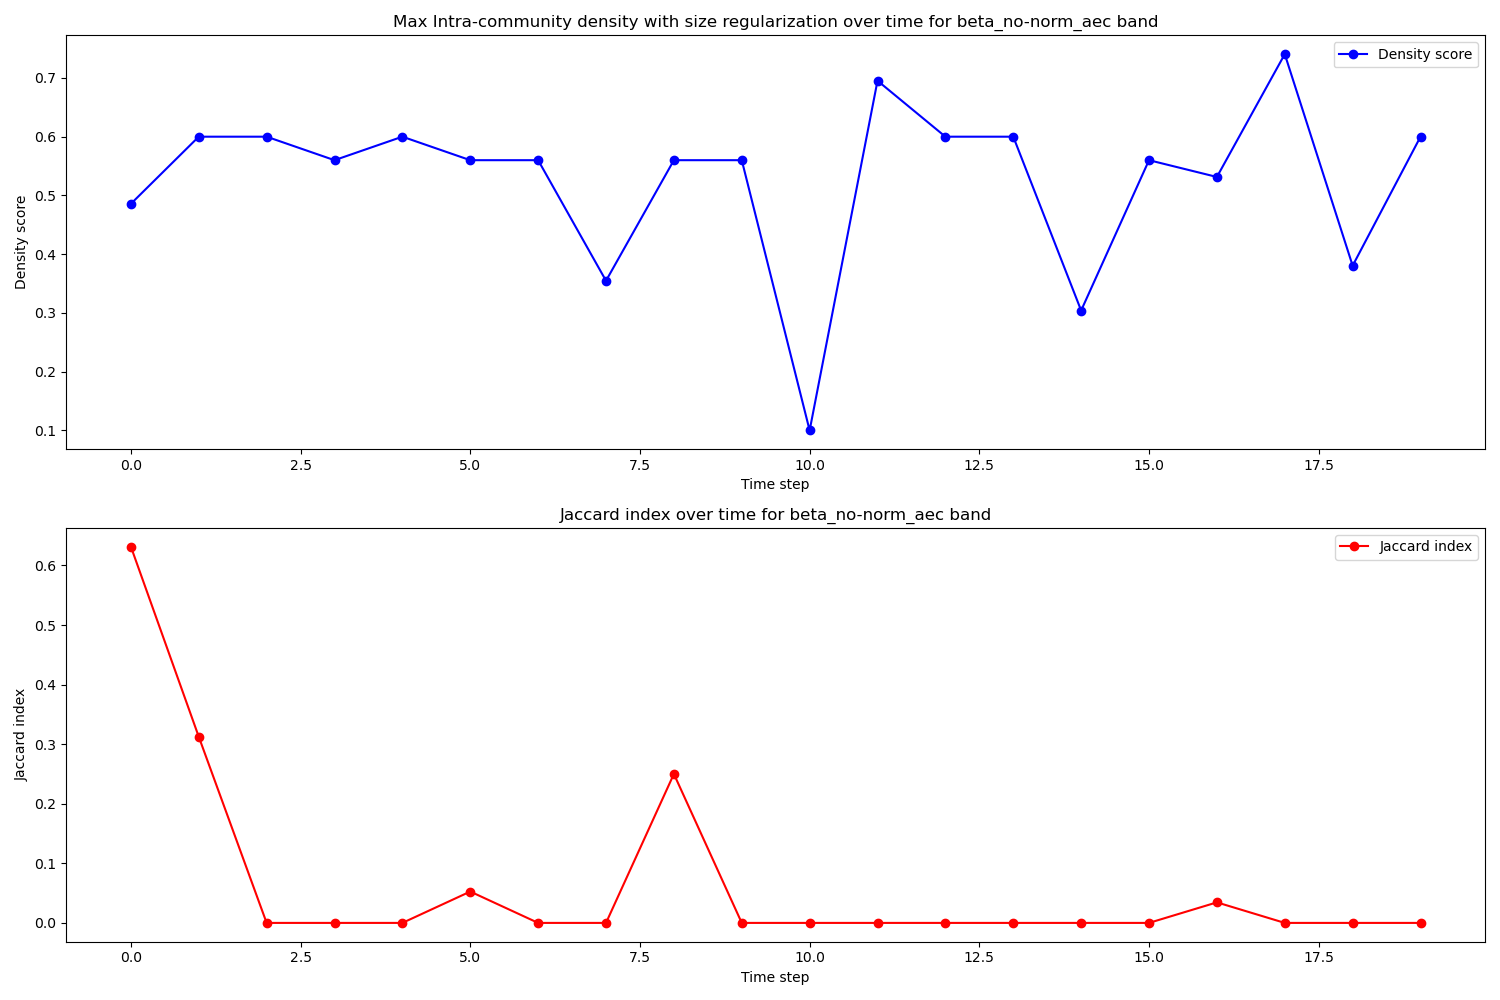 Max Intra-community density with size regularization over time for beta_no-norm_aec band
Density score
0.7
0.6
0.5
0.4
0.3
0.2
0.1
Density score
0.0 2.5 5.0 7.5 10.0 12.5 15.0 17.5
Time step
Jaccard index over time for beta_no-norm_aec band
Jaccard index
0.6
0.5
0.4
0.3
0.2
0.1
0.0
Jaccard index
0.0 2.5 5.0 7.5 10.0 12.5 15.0 17.5
Time step